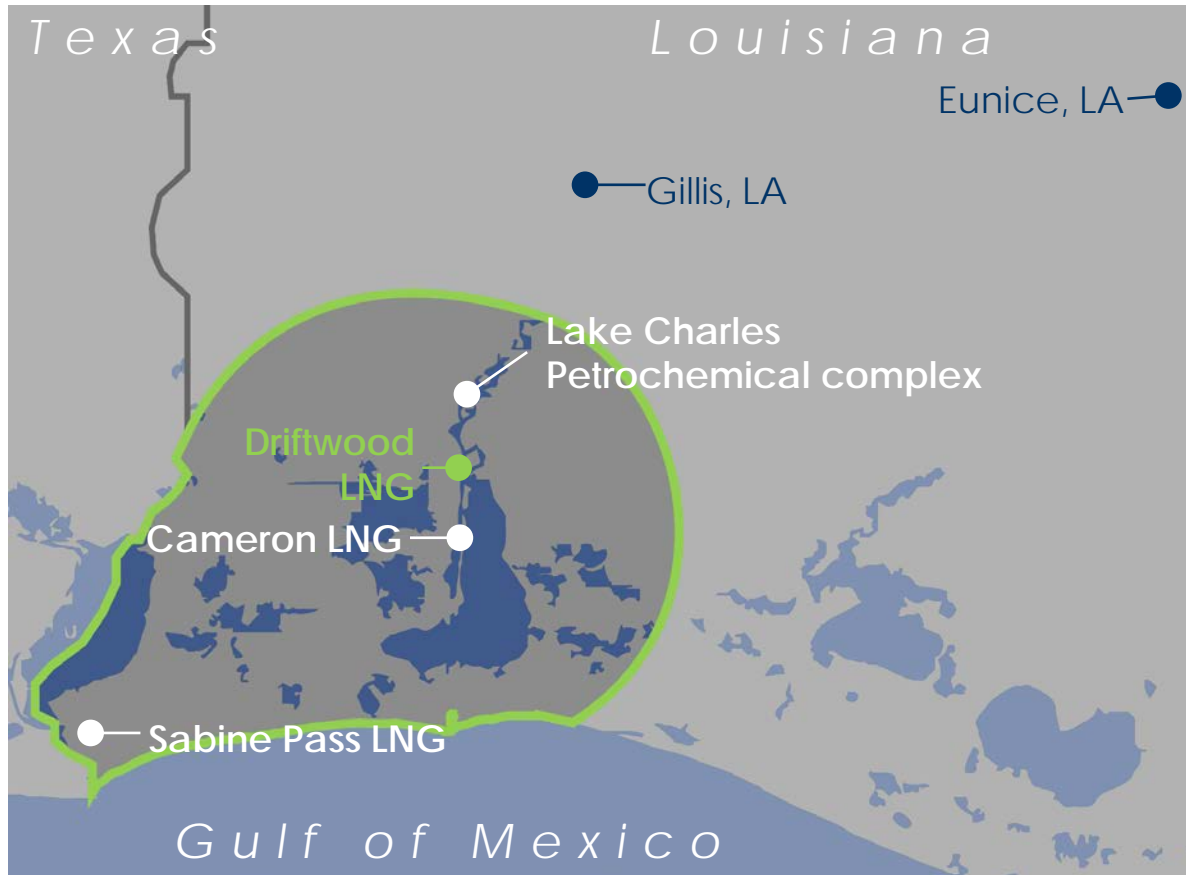 Texas
Louisiana
Eunice, LA
Gillis, LA
Lake Charles
Petrochemical complex
Driftwood
LNG
Cameron LNG
Sabine Pass LNG
Gulf of Mexico